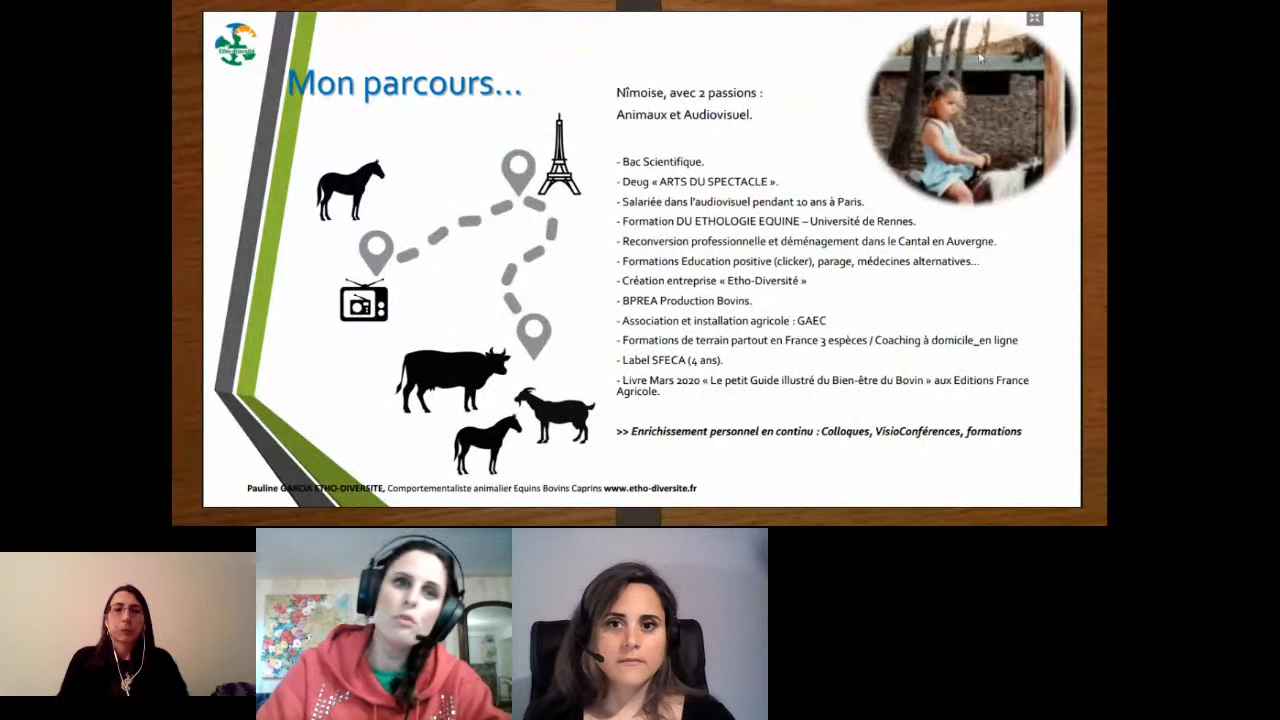 Etho-diversité
Mon parcours...
Nîmoise, avec 2 passions :
Animaux et Audiovisuel.
- Bac Scientifique.
- Deug « ARTS DU SPECTACLE ».
- Salariée dans l'audiovisuel pendant 10 ans à Paris.
- Formation DU ETHOLOGIE EQUINE – Université de Rennes.
- Reconversion professionnelle et déménagement dans le Cantal en Auvergne.
- Formations Education positive (clicker), parage, médecines alternatives...
- Création entreprise « Etho-Diversité »
- BPREA Production Bovins.
- Association et installation agricole : GAEC
- Formations de terrain partout en France 3 espèces / Coaching à domicile_en ligne
- Label SFECA (4 ans).
- Livre Mars 2020 « Le petit Guide illustré du Bien-être du Bovin » aux Editions France
Agricole.
>> Enrichissement personnel en continu : Colloques, VisioConférences, formations
Pauline GARCIA ETHO-DIVERSITE, Comportementaliste animalier Equins Bovins Caprins www.etho-diversite.fr